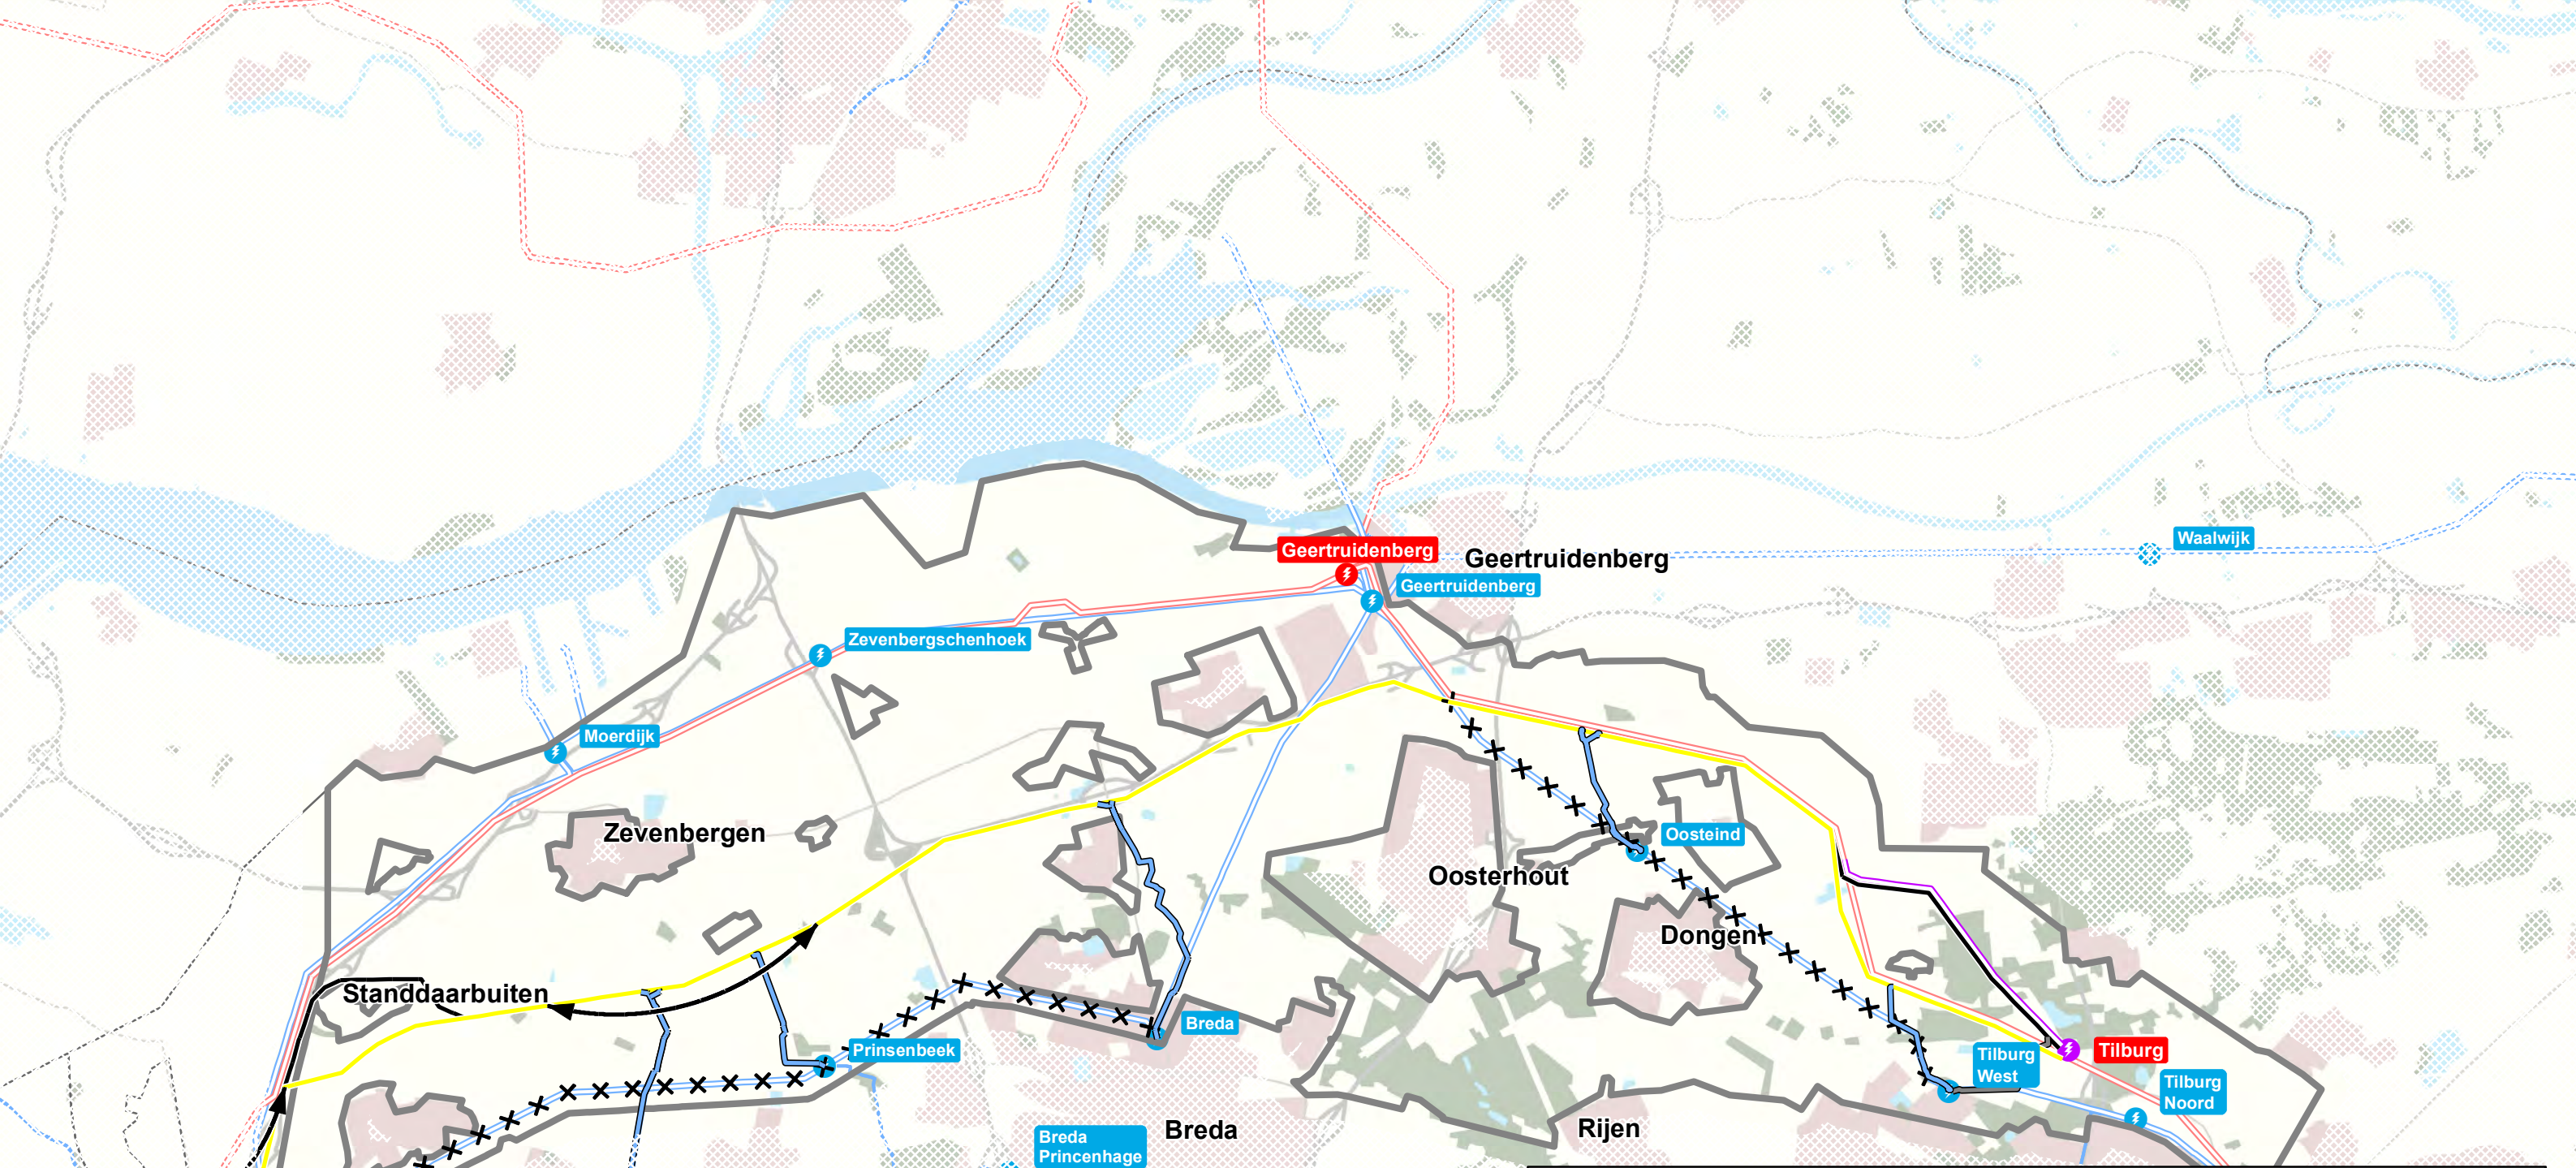 Waalwijk
Geertruidenberg
Geertruidenberg
Geertruidenberg
Zevenbergschenhoek
Moerdijk
Zevenbergen
Oosteind
Oosterhout
Dongen
Standdaarbuiten
Breda
Prinsenbeek
Tilburg
West
Tilburg
Tilburg
Noord
Breda
Princenhage
Breda
Rijen